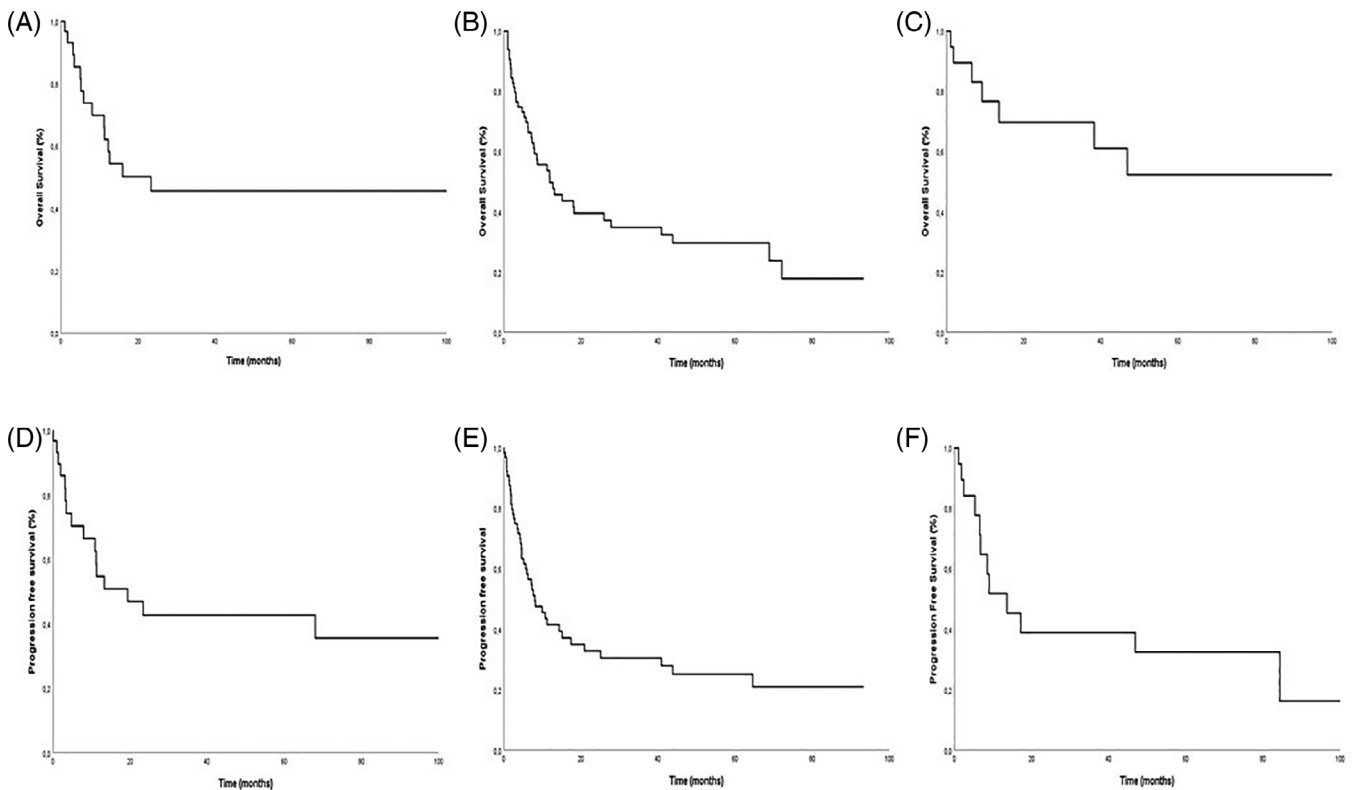 (A)
Overall Survival (%)
1,0
0,8
0,6
0,4
0,2
0,0
0 20 40 60 80 100
Time (months)
(B)
Overall Survival (%)
1,0
0,8
0,6
0,4
0,2
0,0
0 20 40 60 80 100
Time (months)
(C)
Overall Survival (%)
1,0
0,8
0,6
0,4
0,2
0,0
0 20 40 60 80 100
Time (months)
(D)
Progression free survival (%)
1,0
0,8
0,6
0,4
0,2
0,0
0 20 40 60 80 100
Time (months)
(E)
Progression free survival
1,0
0,8
0,6
0,4
0,2
0,0
0 20 40 60 80 100
Time (months)
(F)
Progression Free Survival (%)
1,0
0,8
0,6
0,4
0,2
0,0
0 20 40 60 80 100
Time (months)